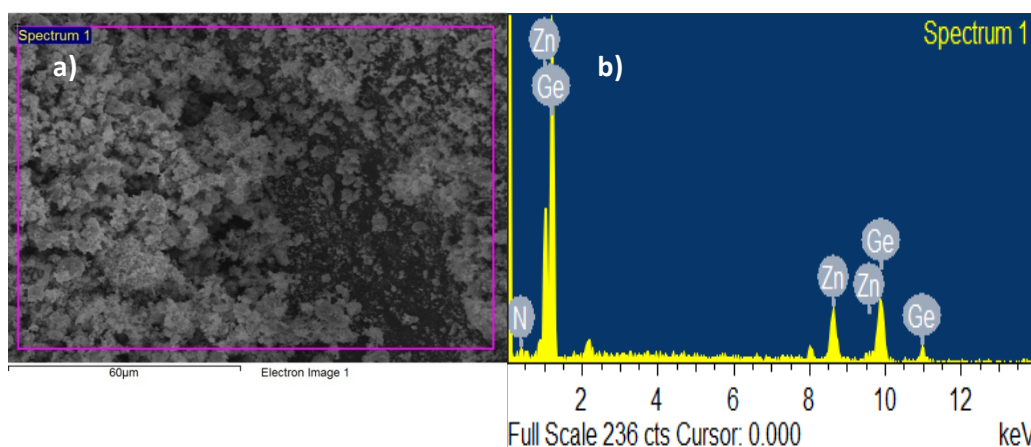 Spectrum 1
a)
60µm
Electron Image 1
b)
Spectrum 1
Zn
Ge
N
Zn
Zn
Ge
Ge
2 4 6 8 10 12
Full Scale 236 cts Cursor: 0.000 keV